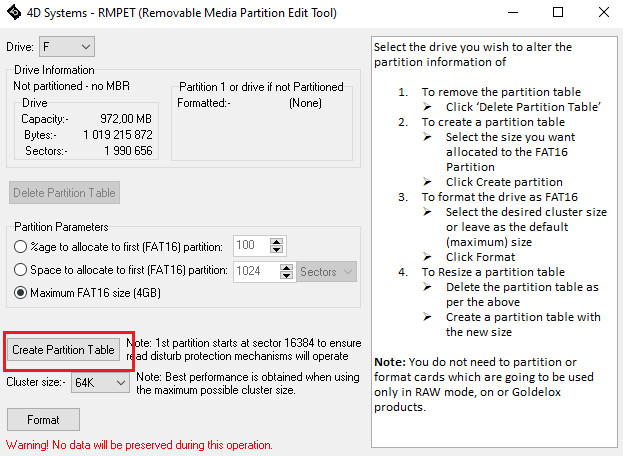 4D Systems - RMPET (Removable Media Partition Edit Tool)
Drive: F
Drive Information
Not partitioned - no MBR
Drive
Capacity:- 972,00 MB
Bytes:- 1 019 215 872
Sectors:- 1 990 656
Partition 1 or drive if not Partitioned
Formatted:- (None)
Delete Partition Table
Partition Parameters
%age to allocate to first (FAT16) partition: 100
Space to allocate to first (FAT16) partition: 1024 Sectors
Maximum FAT16 size (4GB)
Create Partition Table
Note: 1st partition starts at sector 16384 to ensure
read disturb protection mechanisms will operate
Cluster size:- 64K
Note: Best performance is obtained when using
the maximum possible cluster size.
Format
Warning! No data will be preserved during this operation.
Select the drive you wish to alter the
partition information of
1. To remove the partition table
➢ Click ‘Delete Partition Table’
2. To create a partition table
➢ Select the size you want
allocated to the FAT16
Partition
➢ Click Create partition
3. To format the drive as FAT16
➢ Select the desired cluster size
or leave as the default
(maximum) size
➢ Click Format
4. To Resize a partition table
➢ Delete the partition table as
per the above
➢ Create a partition table with
the new size
Note: You do not need to partition or
format cards which are going to be used
only in RAW mode, on or Goldelox
products.